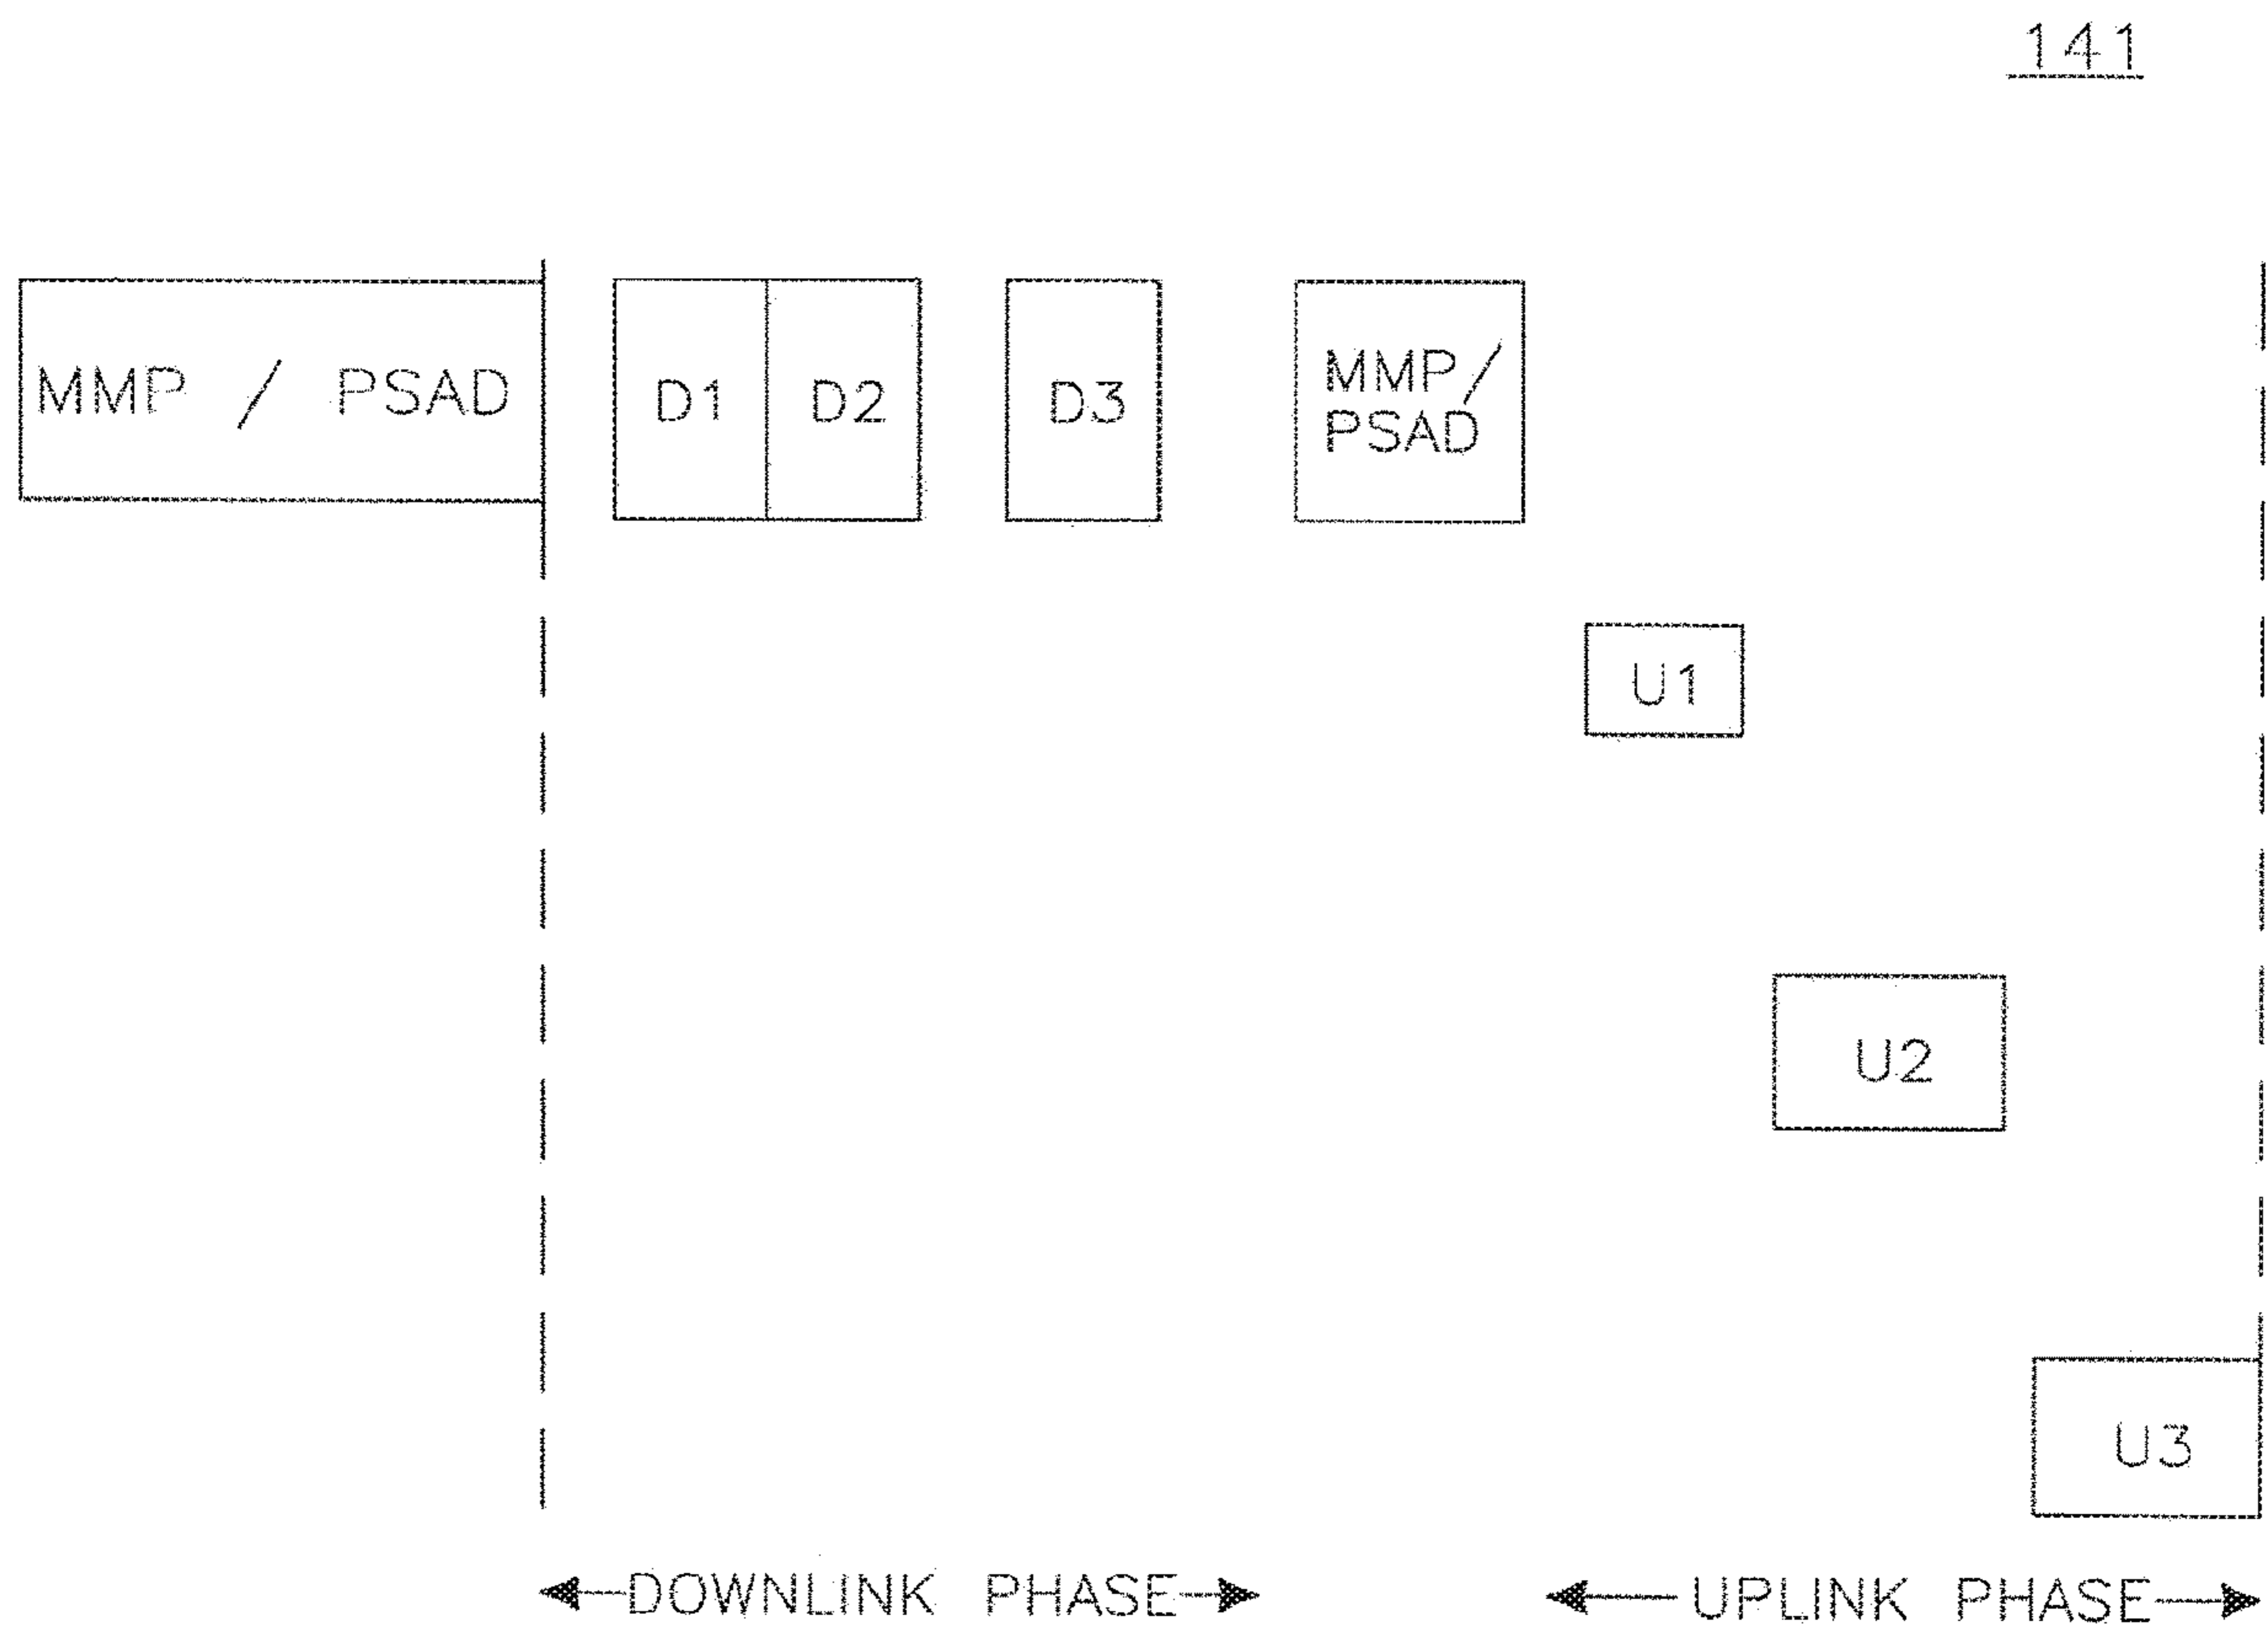 141
MMP / PSAD
D1
D2
D3
MMP/
PSAD
U1
U2
U3
DOWNLINK PHASE
UPLINK PHASE